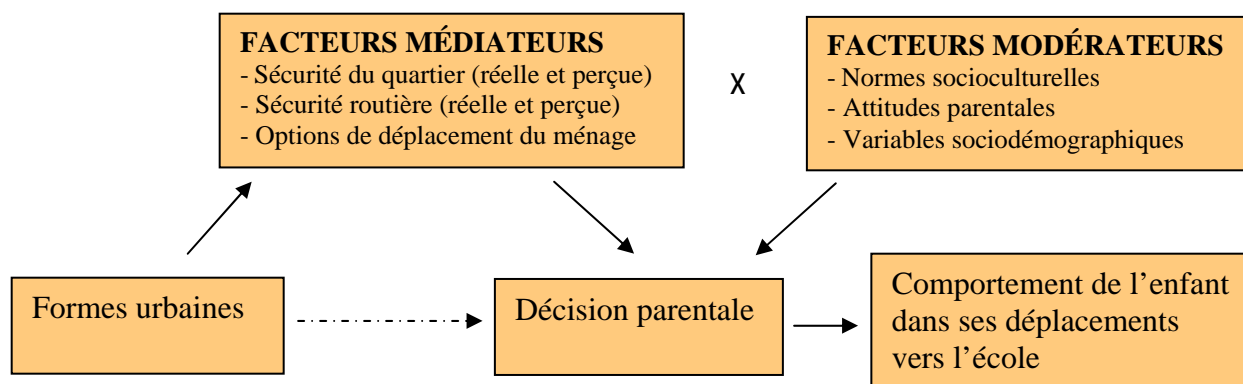 FACTEURS MÉDIATEURS
- Sécurité du quartier (réelle et perçue)
- Sécurité routière (réelle et perçue)
- Options de déplacement du ménage
X
FACTEURS MODÉRATEURS
- Normes socioculturelles
- Attitudes parentales
- Variables sociodémographiques
Formes urbaines
Décision parentale
Comportement de l’enfant
dans ses déplacements
vers l’école